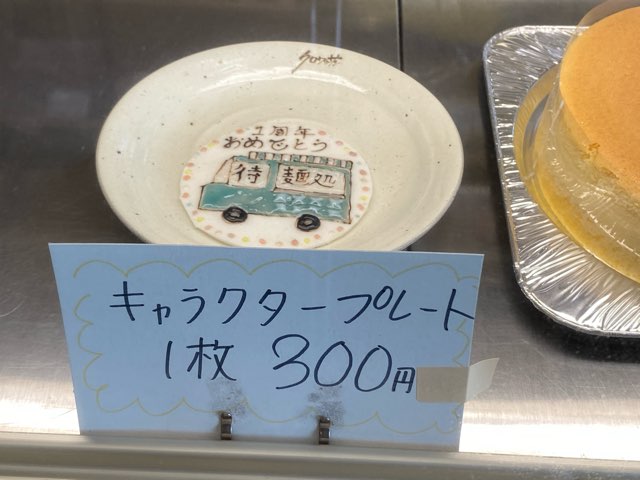 1周年
おめでとう
待 麺処
キャラクタープレート
1枚 300円